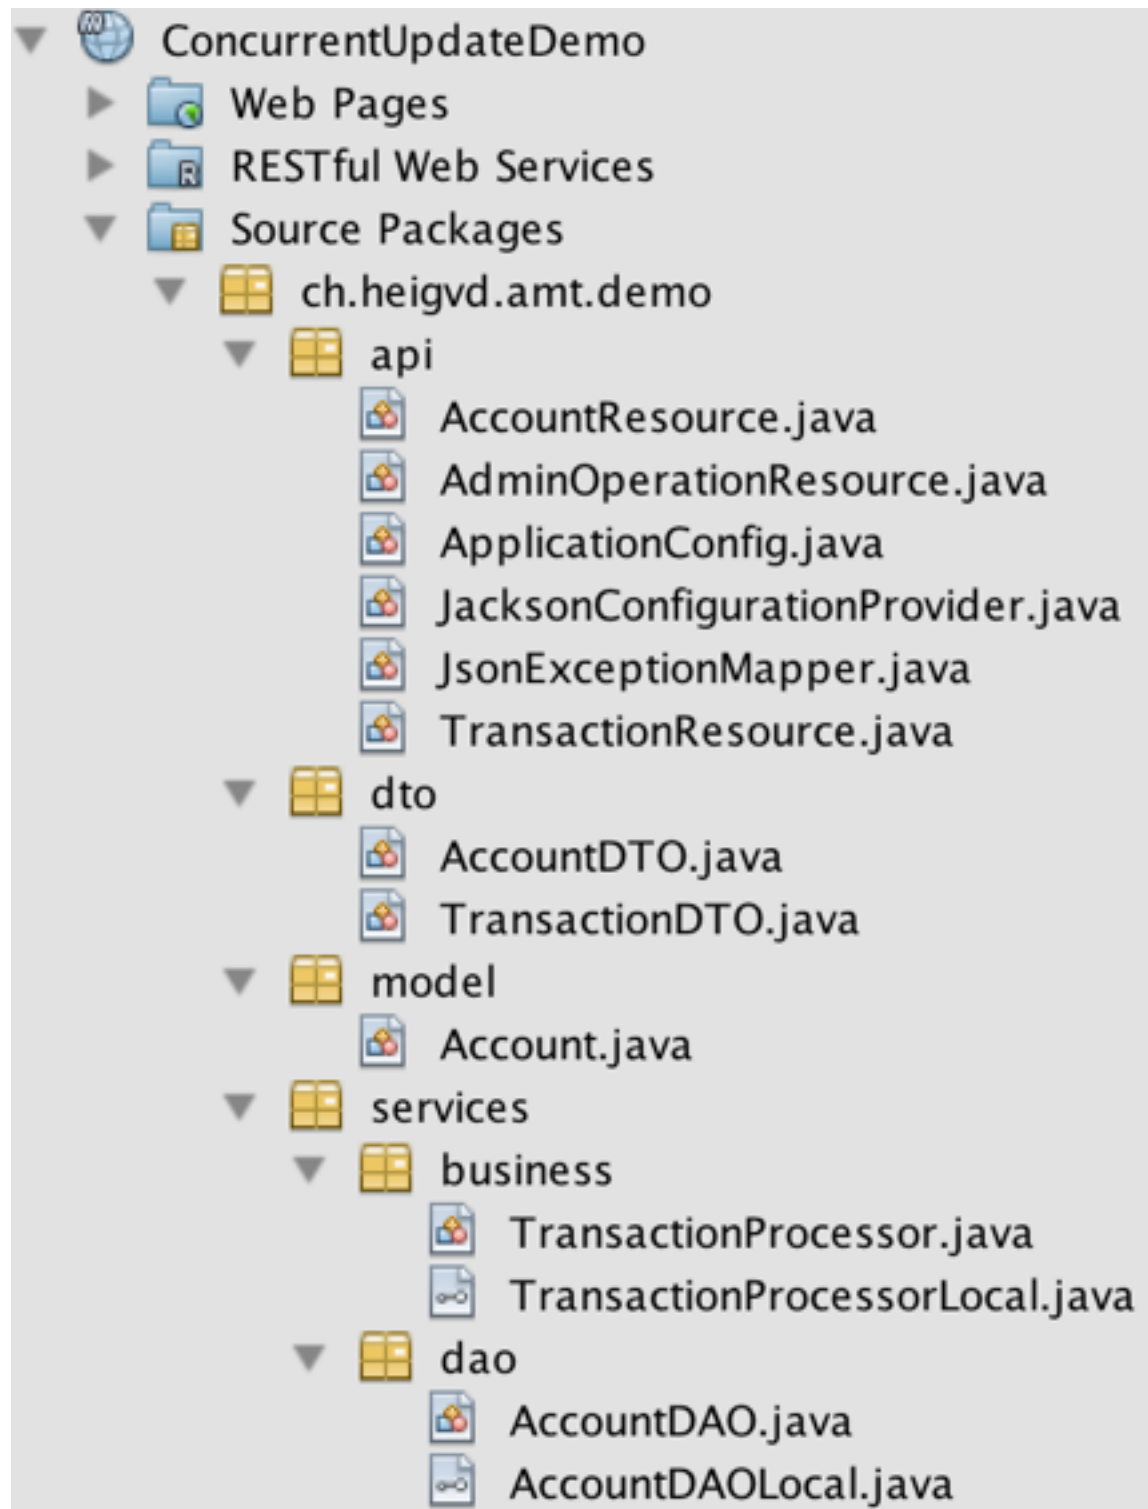 ConcurrentUpdateDemo
Web Pages
RESTful Web Services
Source Packages
ch.heigvd.amt.demo
api
AccountResource.java
AdminOperationResource.java
ApplicationConfig.java
JacksonConfigurationProvider.java
JsonExceptionMapper.java
TransactionResource.java
dto
AccountDTO.java
TransactionDTO.java
model
Account.java
services
business
TransactionProcessor.java
TransactionProcessorLocal.java
dao
AccountDAO.java
AccountDAOLocal.java